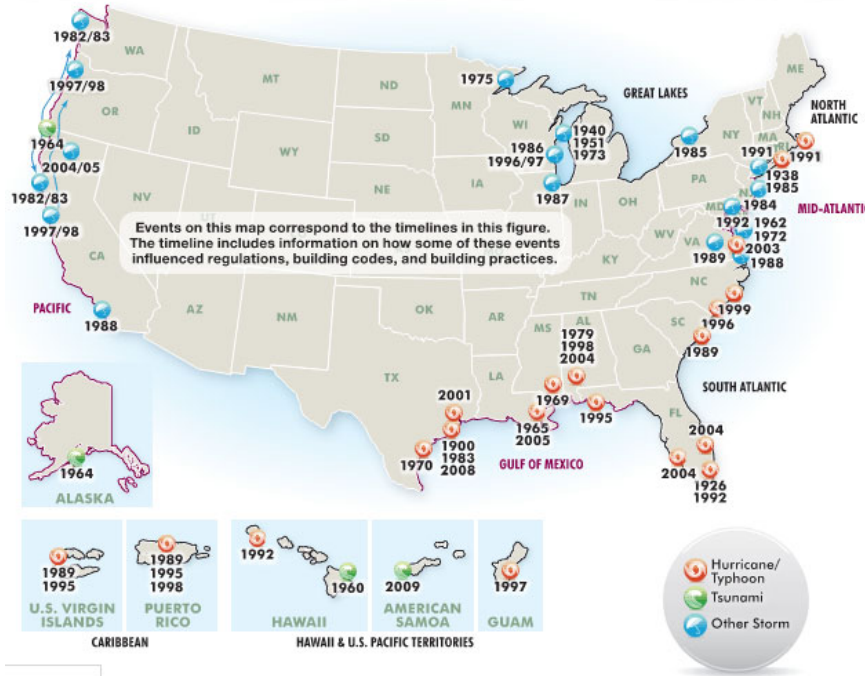 1982/83
WA
1997/98
OR
1964
2004/05
1982/83
1997/98
ID
MT
ND
MN
1975
GREAT LAKES
ME
VT
NH
NORTH
ATLANTIC
WY
SD
WI
1940
1951
1973
1986
1996/97
1987
NY
MA
CT
RI
1985
1991
1991
1938
1985
PA
NJ
MID-ATLANTIC
NV
UT
NE
IA
IN
OH
MD
1984
1992
1962
1972
2003
1988
WV
VA
1989
Events on this map correspond to the timelines in this figure.
The timeline includes information on how some of these events
influenced regulations, building codes, and building practices.
CA
KY
NC
PACIFIC
1988
AZ
NM
OK
AR
TN
1999
1996
SC
1989
MS
AL
1979
1998
2004
GA
SOUTH ATLANTIC
TX
LA
2001
1969
1995
1965
2005
1900
1983
2008
1970
GULF OF MEXICO
FL
2004
2004
1926
1992
1964
ALASKA
1989
1995
U.S. VIRGIN
ISLANDS
1989
1995
1998
PUERTO
RICO
CARIBBEAN
1992
1960
HAWAII
2009
AMERICAN
SAMOA
1997
GUAM
HAWAII & U.S. PACIFIC TERRITORIES
Hurricane/
Typhoon
Tsunami
Other Storm